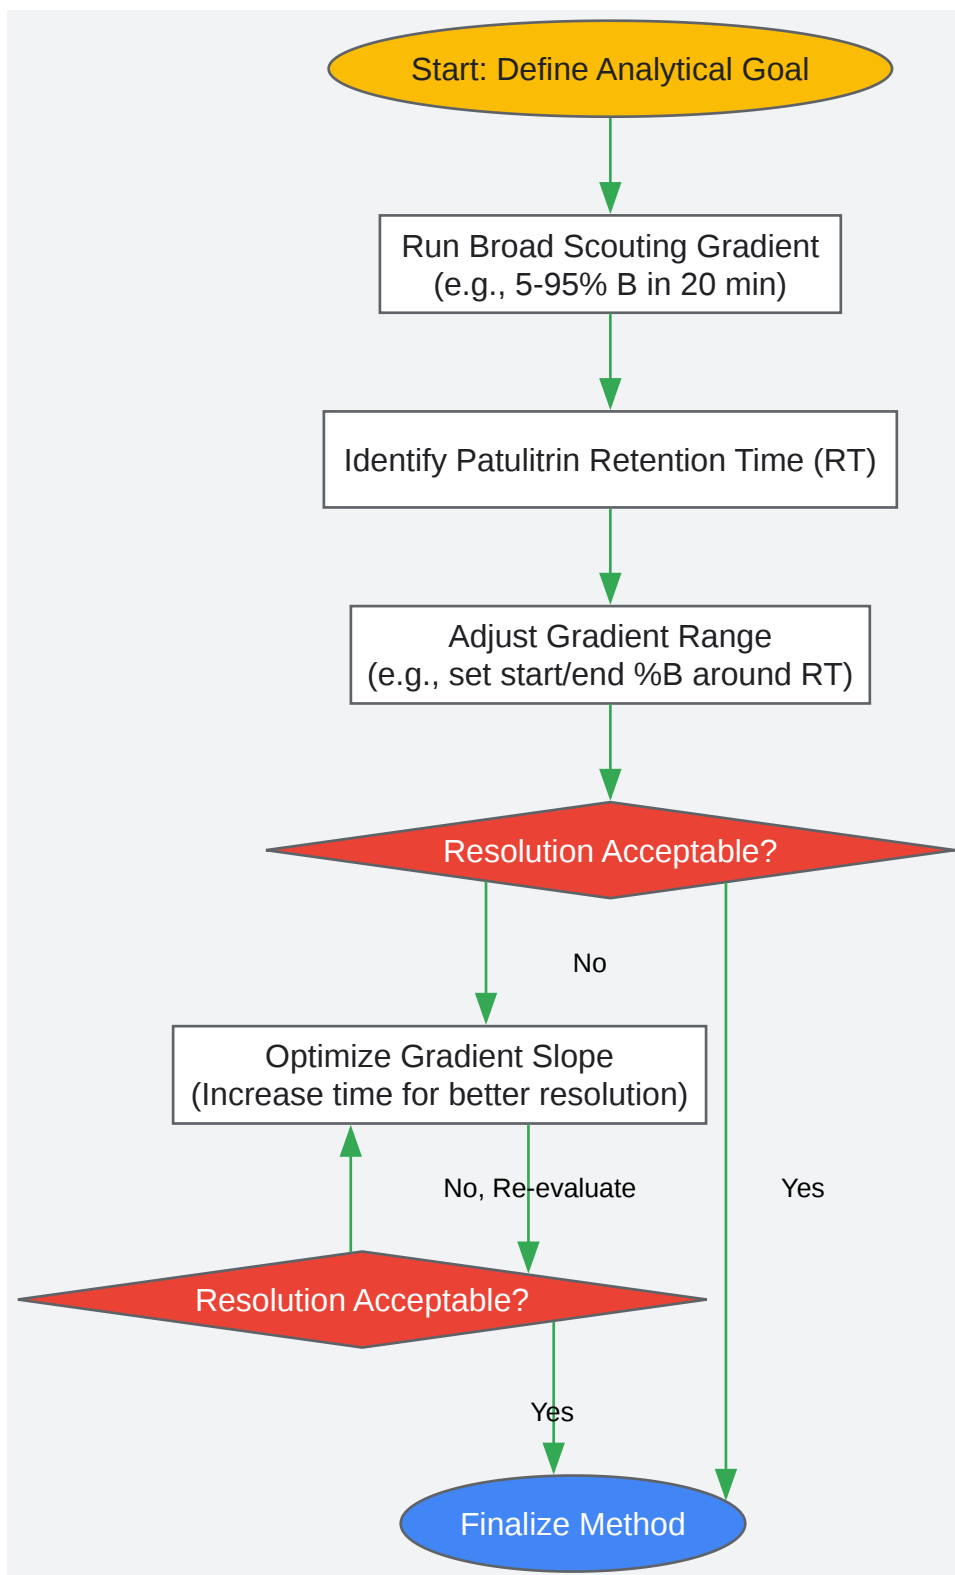 Start: Define Analytical Goal
Run Broad Scouting Gradient
(e.g., 5-95% B in 20 min)
Identify Patulitrin Retention Time (RT)
Adjust Gradient Range
(e.g., set start/end %B around RT)
Resolution Acceptable?
No
Optimize Gradient Slope
(Increase time for better resolution)
No, Re-evaluate
Yes
Resolution Acceptable?
Yes
Finalize Method